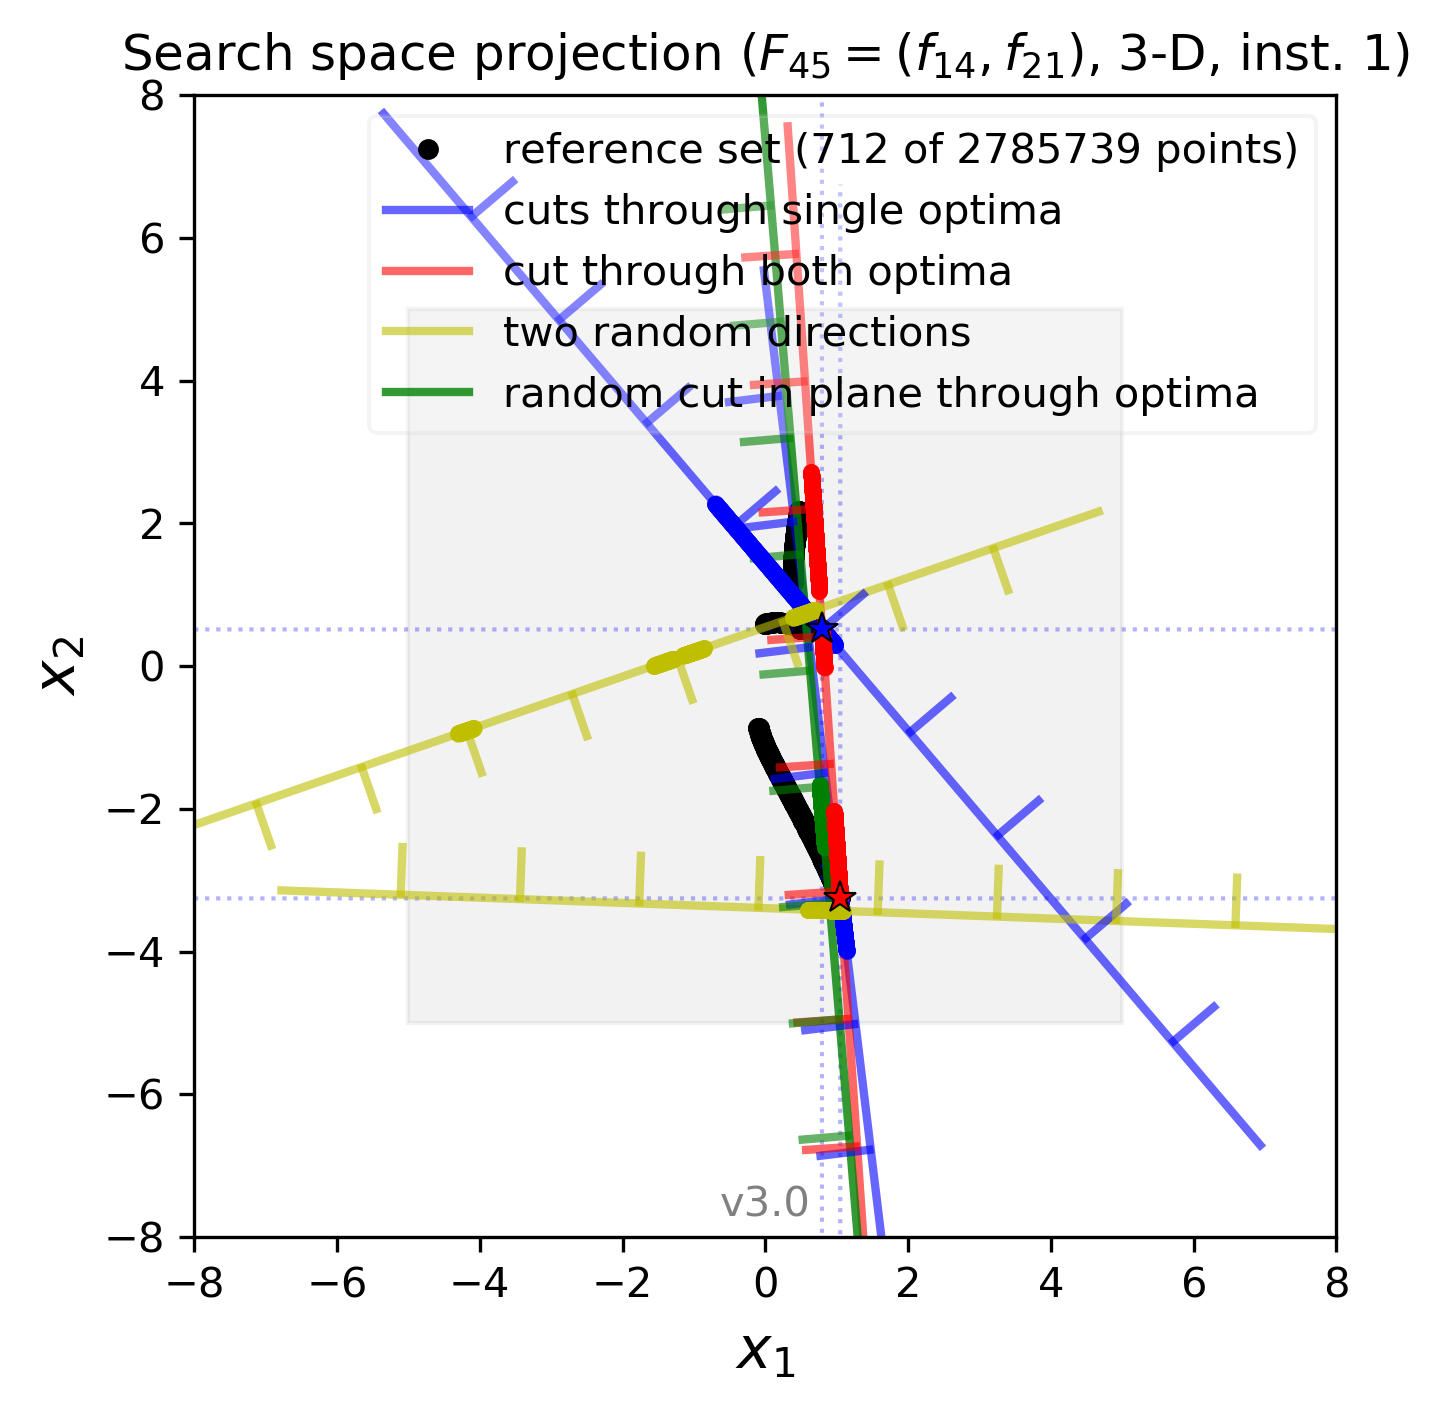 Search space projection (F₄₅ = (f₁₄, f₂₁), 3-D, inst. 1)
reference set (712 of 2785739 points)
cuts through single optima
cut through both optima
two random directions
random cut in plane through optima
8
6
4
2
0
−2
−4
−6
−8
x₂
v3.0
−8 −6 −4 −2 0 2 4 6 8
x₁